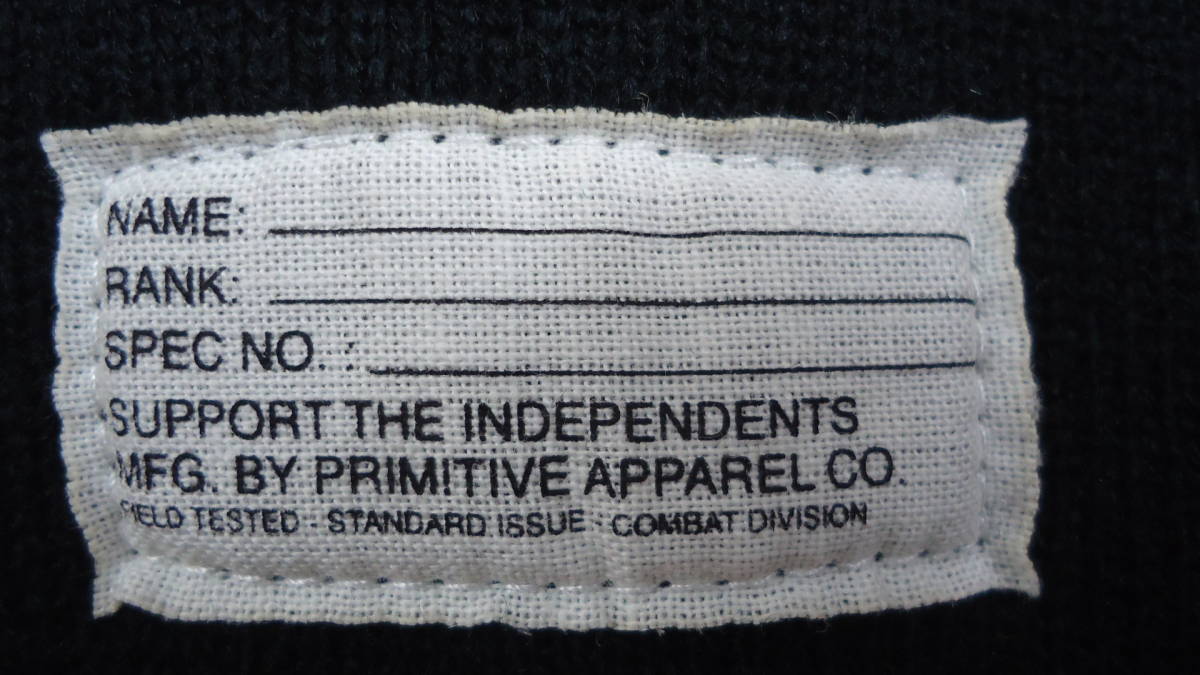 NAME:
RANK:
SPEC NO. :
SUPPORT THE INDEPENDENTS
MFG. BY PRIMITIVE APPAREL CO.
FIELD TESTED - STANDARD ISSUE - COMBAT DIVISION